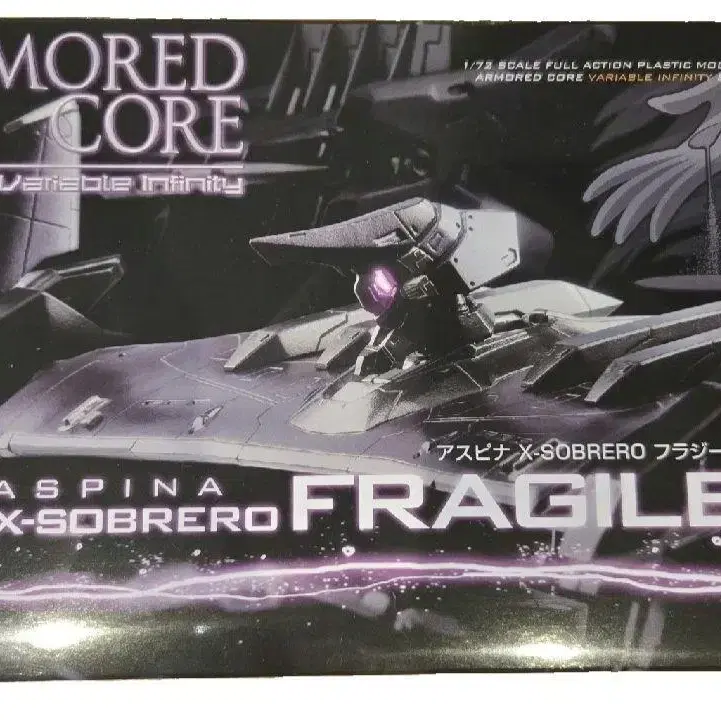 MORED
CORE
Variable Infinity
1/72 SCALE FULL ACTION PLASTIC MOD
ARMORED CORE VARIABLE INFINITY
アスピナ X-SOBRERO フラジー
ASPINA
X-SOBRERO FRAGILE